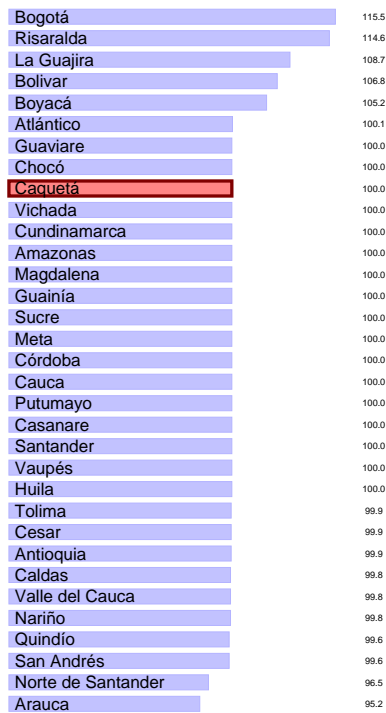 Bogotá 115.5
Risaralda 114.6
La Guajira 108.7
Bolivar 106.8
Boyacá 105.2
Atlántico 100.1
Guaviare 100.0
Chocó 100.0
Caquetá 100.0
Vichada 100.0
Cundinamarca 100.0
Amazonas 100.0
Magdalena 100.0
Guainía 100.0
Sucre 100.0
Meta 100.0
Córdoba 100.0
Cauca 100.0
Putumayo 100.0
Casanare 100.0
Santander 100.0
Vaupés 100.0
Huila 100.0
Tolima 99.9
Cesar 99.9
Antioquia 99.9
Caldas 99.8
Valle del Cauca 99.8
Nariño 99.8
Quindío 99.6
San Andrés 99.6
Norte de Santander 96.5
Arauca 95.2